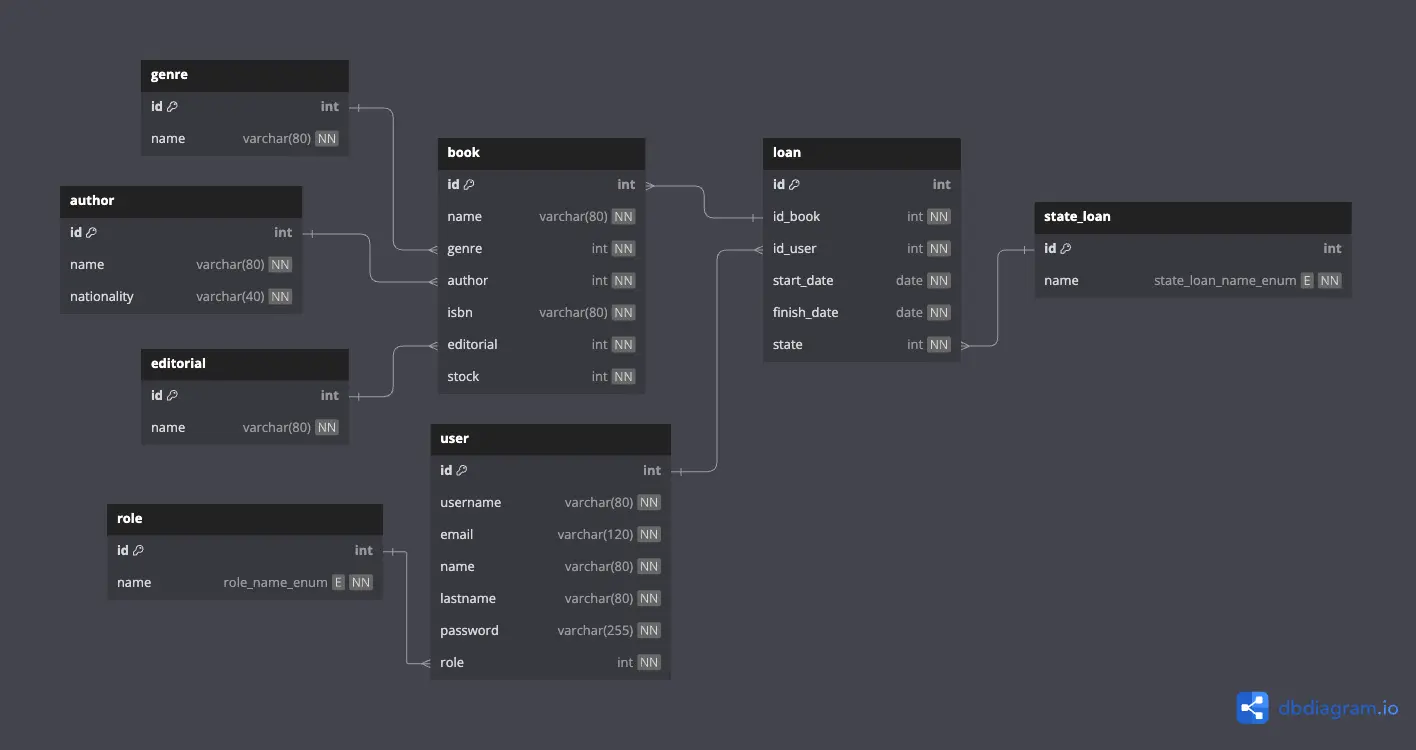 genre
id int
name varchar(80) NN
author
id int
name varchar(80) NN
nationality varchar(40) NN
editorial
id int
name varchar(80) NN
role
id int
name role_name_enum E NN
book
id int
name varchar(80) NN
genre int NN
author int NN
isbn varchar(80) NN
editorial int NN
stock int NN
user
id int
username varchar(80) NN
email varchar(120) NN
name varchar(80) NN
lastname varchar(80) NN
password varchar(255) NN
role int NN
loan
id int
id_book int NN
id_user int NN
start_date date NN
finish_date date NN
state int NN
state_loan
id int
name state_loan_name_enum E NN
dbdiagram.io